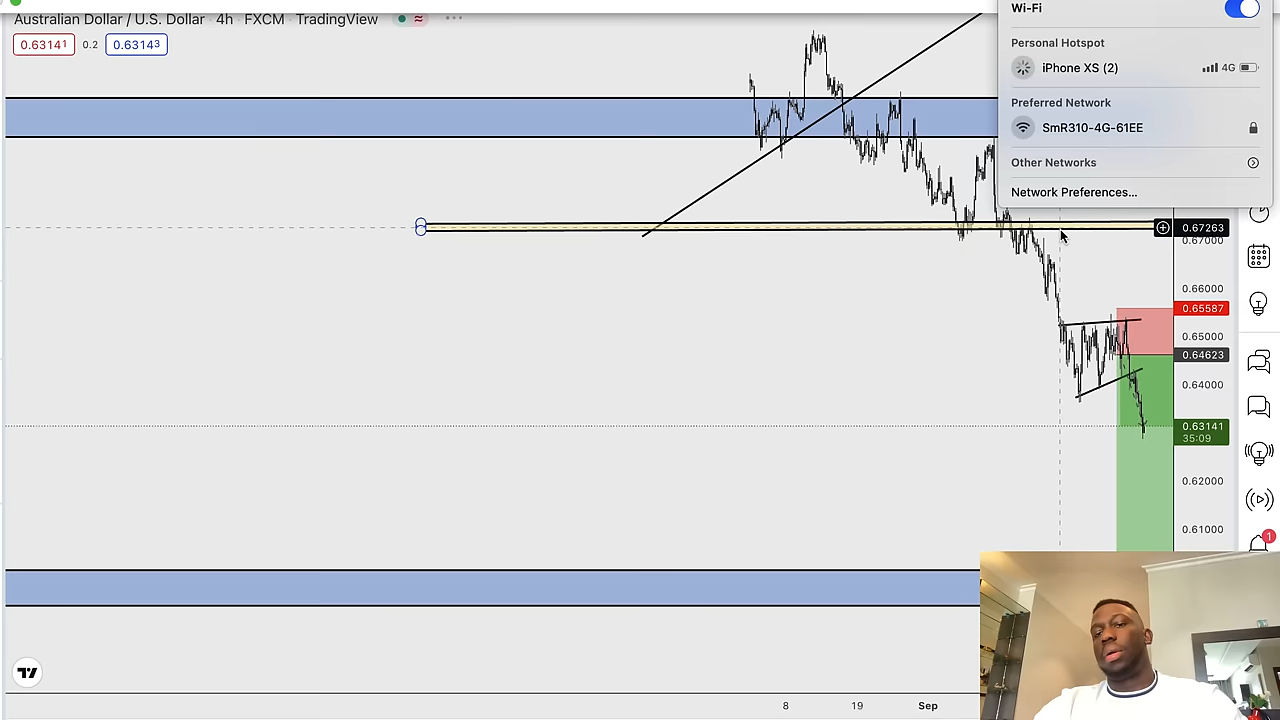 Australian Dollar / U.S. Dollar · 4h · FXCM · TradingView
0.63141 0.2 0.63143
Wi-Fi
Personal Hotspot
iPhone XS (2) 4G
Preferred Network
SmR310-4G-61EE
Other Networks
Network Preferences...
0.67263
0.67000
0.66000
0.65587
0.65000
0.64623
0.64000
0.63141
35:09
0.62000
0.61000
1
8 19 Sep